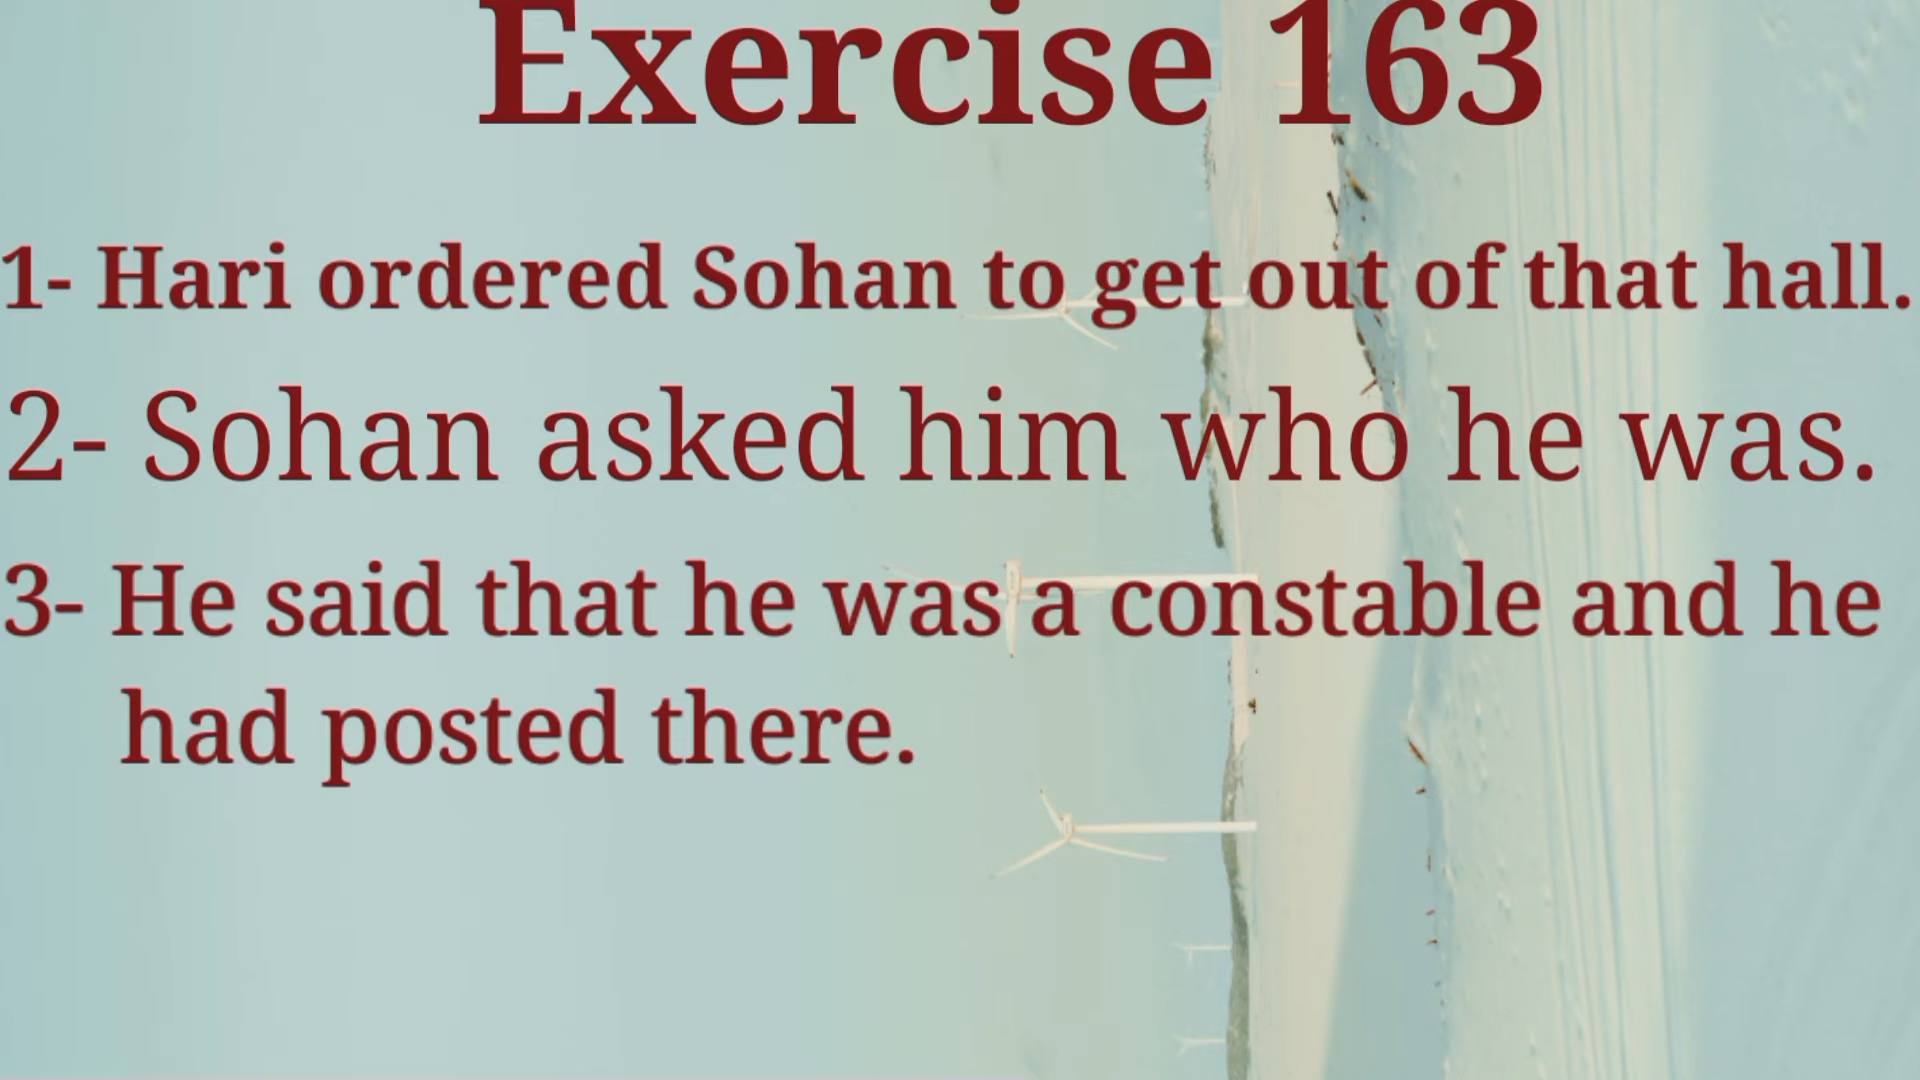 Exercise 163
1- Hari ordered Sohan to get out of that hall.
2- Sohan asked him who he was.
3- He said that he was a constable and he
had posted there.